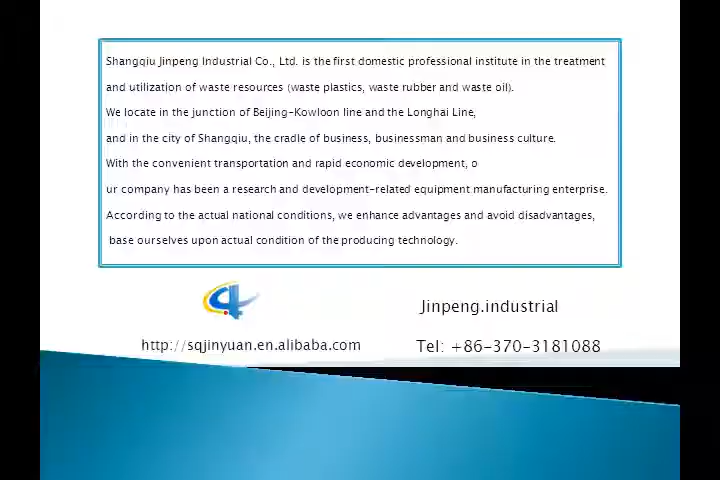 Shangqiu Jinpeng Industrial Co., Ltd. is the first domestic professional institute in the treatment
and utilization of waste resources (waste plastics, waste rubber and waste oil).
We locate in the junction of Beijing-Kowloon line and the Longhai Line,
and in the city of Shangqiu, the cradle of business, businessman and business culture.
With the convenient transportation and rapid economic development, o
ur company has been a research and development-related equipment manufacturing enterprise.
According to the actual national conditions, we enhance advantages and avoid disadvantages,
base ourselves upon actual condition of the producing technology.
Jinpeng.industrial
http://sqjinyuan.en.alibaba.com
Tel: +86-370-3181088